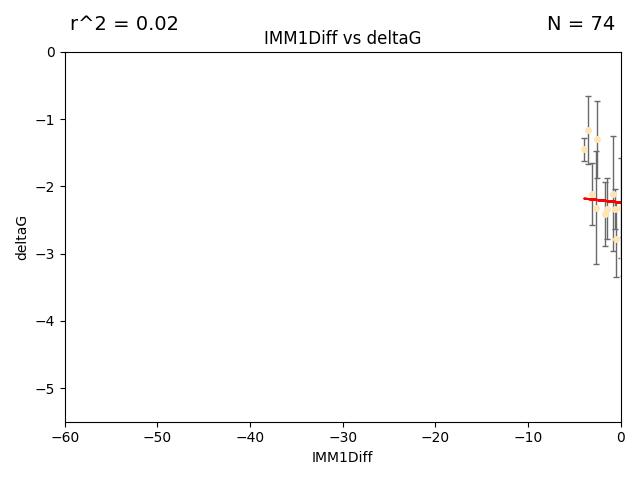 r^2 = 0.02
N = 74
IMM1Diff vs deltaG
0
−1
−2
−3
−4
−5
deltaG
−60
−50
−40
−30
−20
−10
0
IMM1Diff